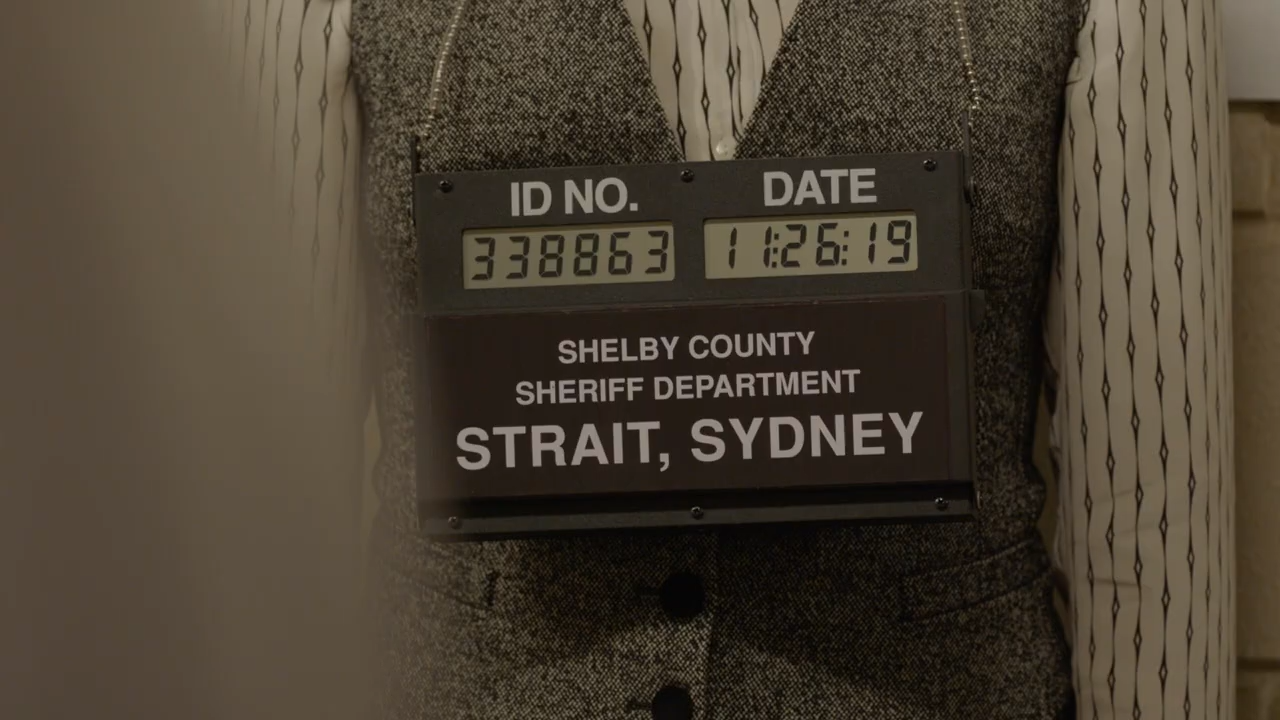 ID NO. DATE
338863 11:26:19
SHELBY COUNTY
SHERIFF DEPARTMENT
STRAIT, SYDNEY